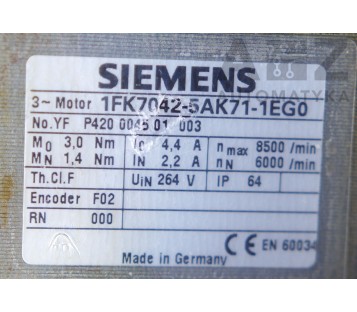 SIEMENS
3~ Motor 1FK7042-5AK71-1EG0
No.YF P420 0045 01 003
M0 3,0 Nm I0 4,4 A n max 8500 /min
MN 1,4 Nm IN 2,2 A nN 6000 /min
Th.Cl.F UIN 264 V IP 64
Encoder F02
RN 000
CE EN 60034
Made in Germany